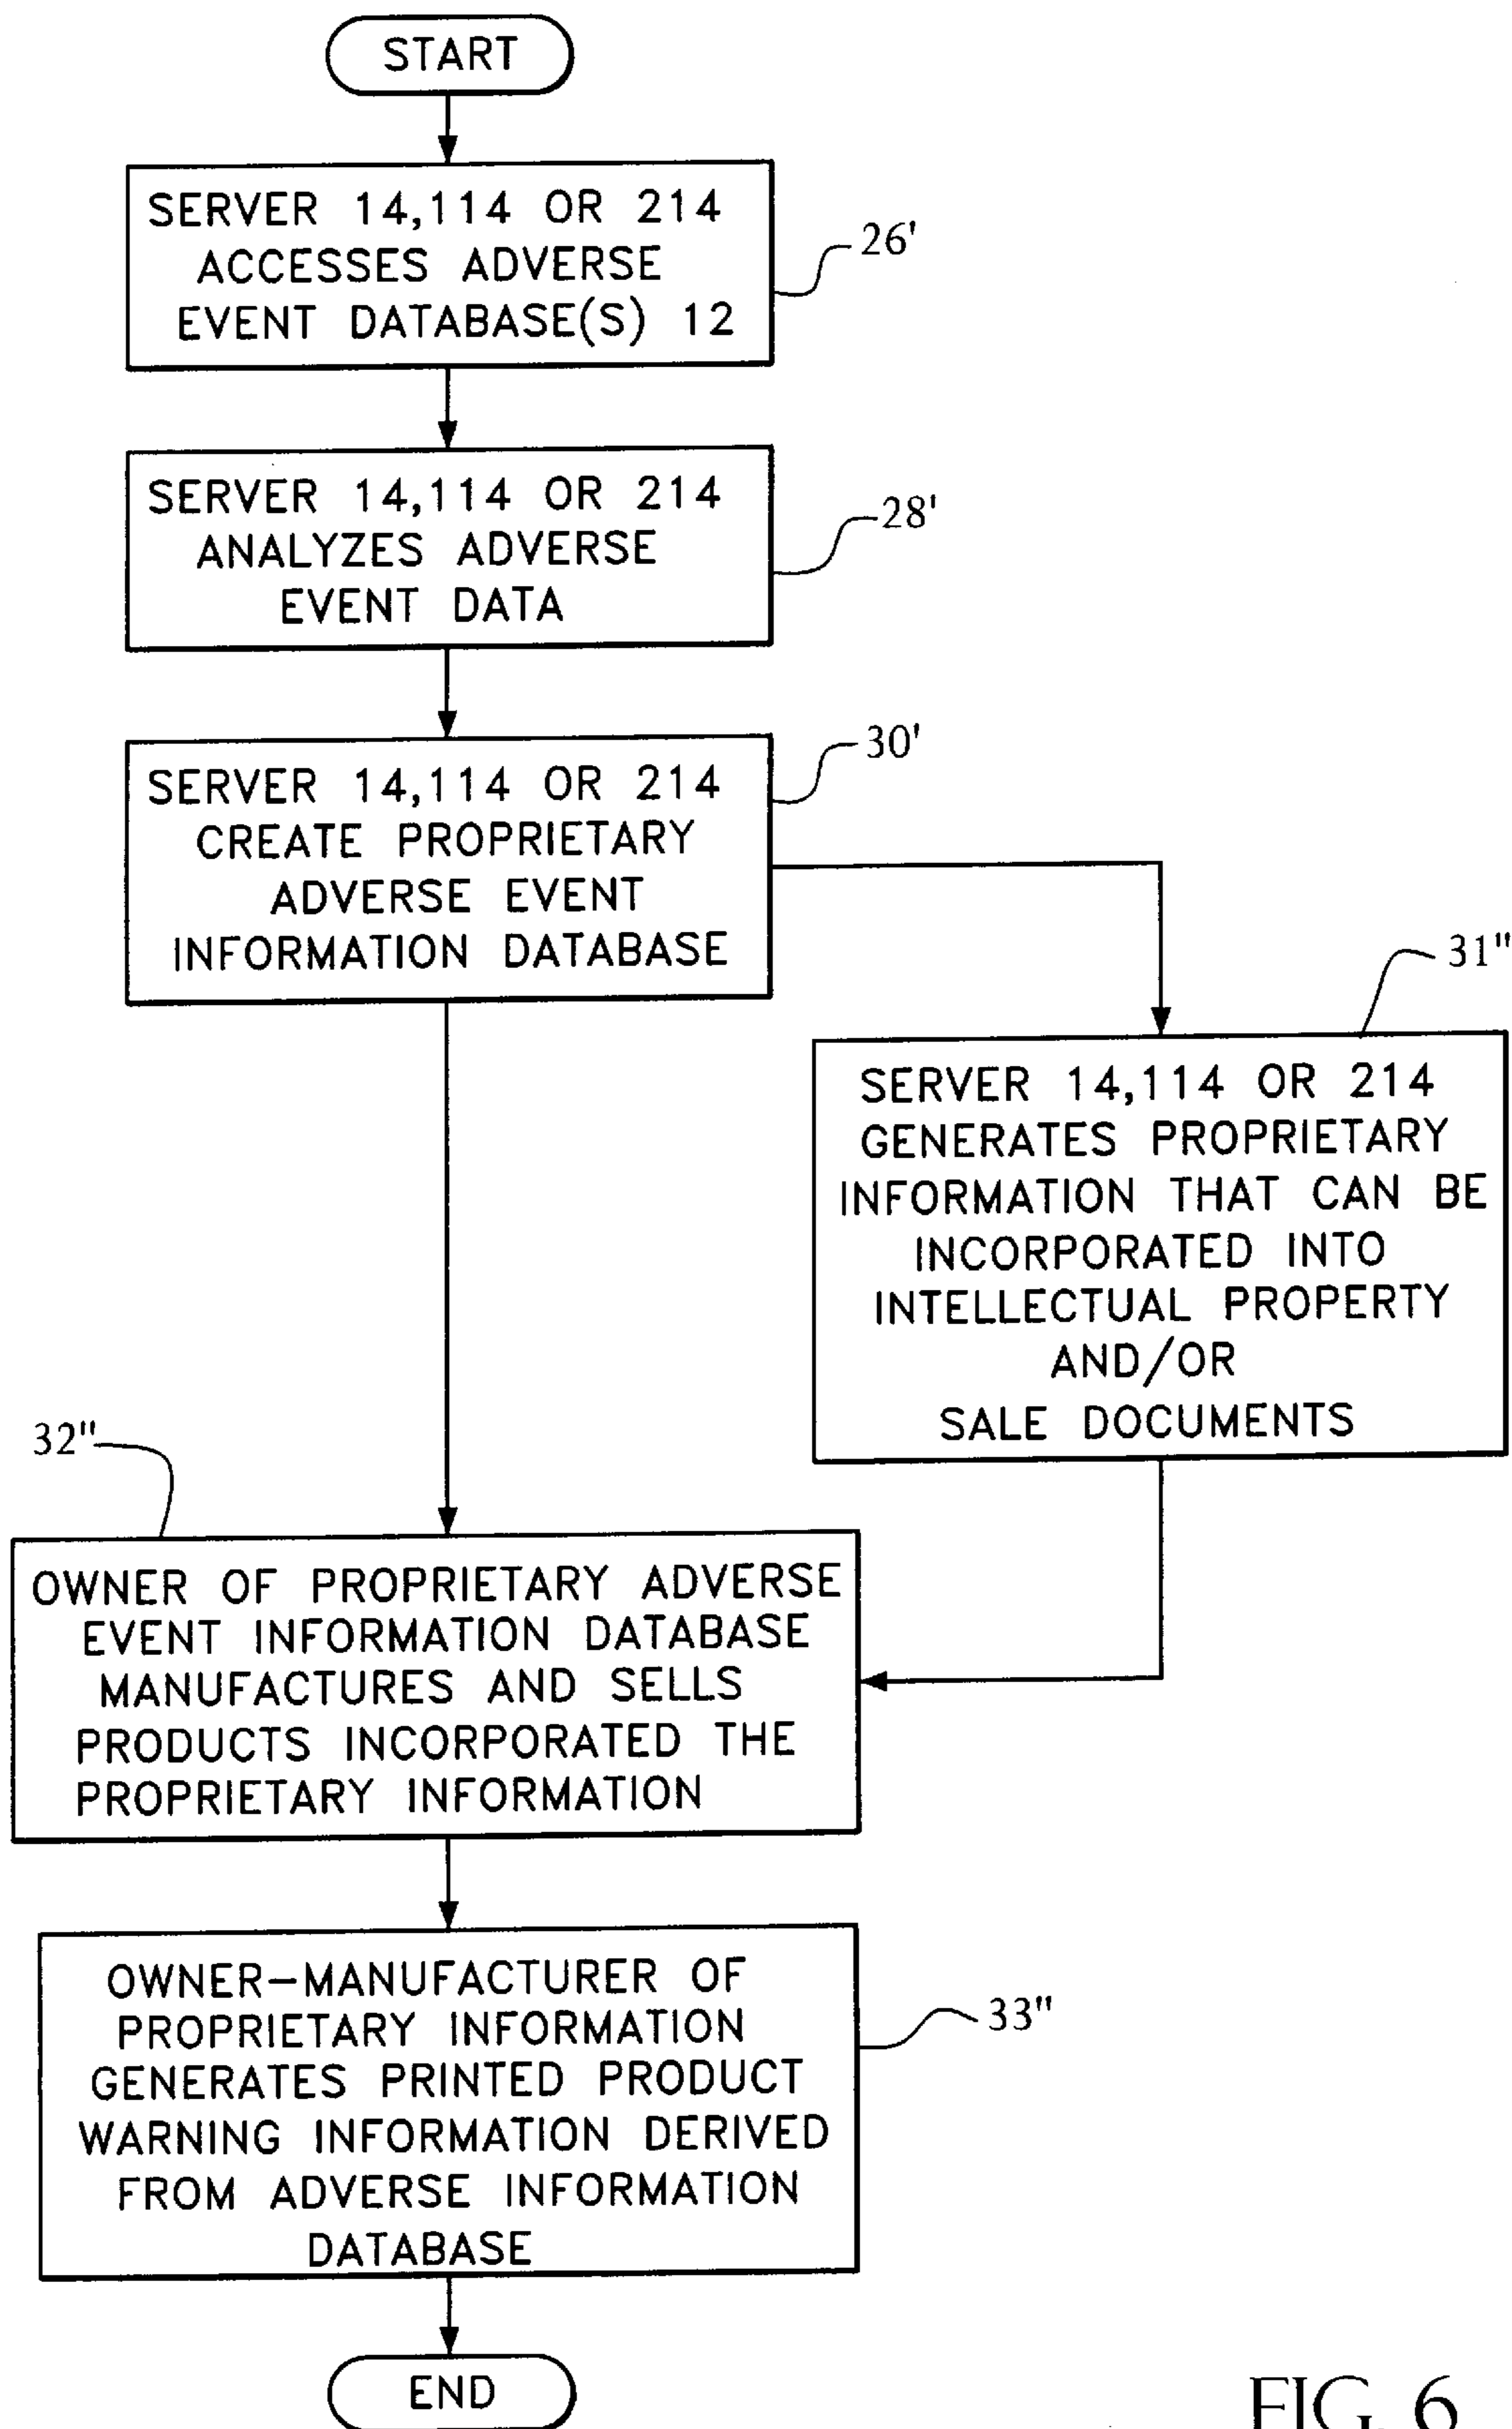 START
SERVER 14,114 OR 214
ACCESSES ADVERSE
EVENT DATABASE(S) 12
26'
SERVER 14,114 OR 214
ANALYZES ADVERSE
EVENT DATA
28'
SERVER 14,114 OR 214
CREATE PROPRIETARY
ADVERSE EVENT
INFORMATION DATABASE
30'
SERVER 14,114 OR 214
GENERATES PROPRIETARY
INFORMATION THAT CAN BE
INCORPORATED INTO
INTELLECTUAL PROPERTY
AND/OR
SALE DOCUMENTS
31"
32"
OWNER OF PROPRIETARY ADVERSE
EVENT INFORMATION DATABASE
MANUFACTURES AND SELLS
PRODUCTS INCORPORATED THE
PROPRIETARY INFORMATION
OWNER-MANUFACTURER OF
PROPRIETARY INFORMATION
GENERATES PRINTED PRODUCT
WARNING INFORMATION DERIVED
FROM ADVERSE INFORMATION
DATABASE
33"
END
FIG. 6